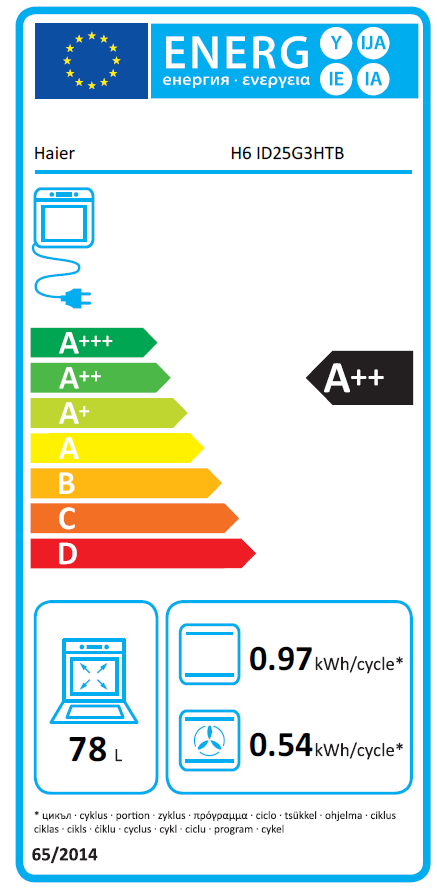 ENERG
енергия · ενεργεια
Y IJA
IE IA
Haier H6 ID25G3HTB
A+++
A++
A++
A+
A
B
C
D
0.97 kWh/cycle*
78 L
0.54 kWh/cycle*
* цикъл · cyklus · portion · zyklus · πρόγραμμα · ciclo · tsükkel · ohjelma · ciklus
ciklas · cikls · ċiklu · cyclus · cykl · ciclu · program · cykel
65/2014